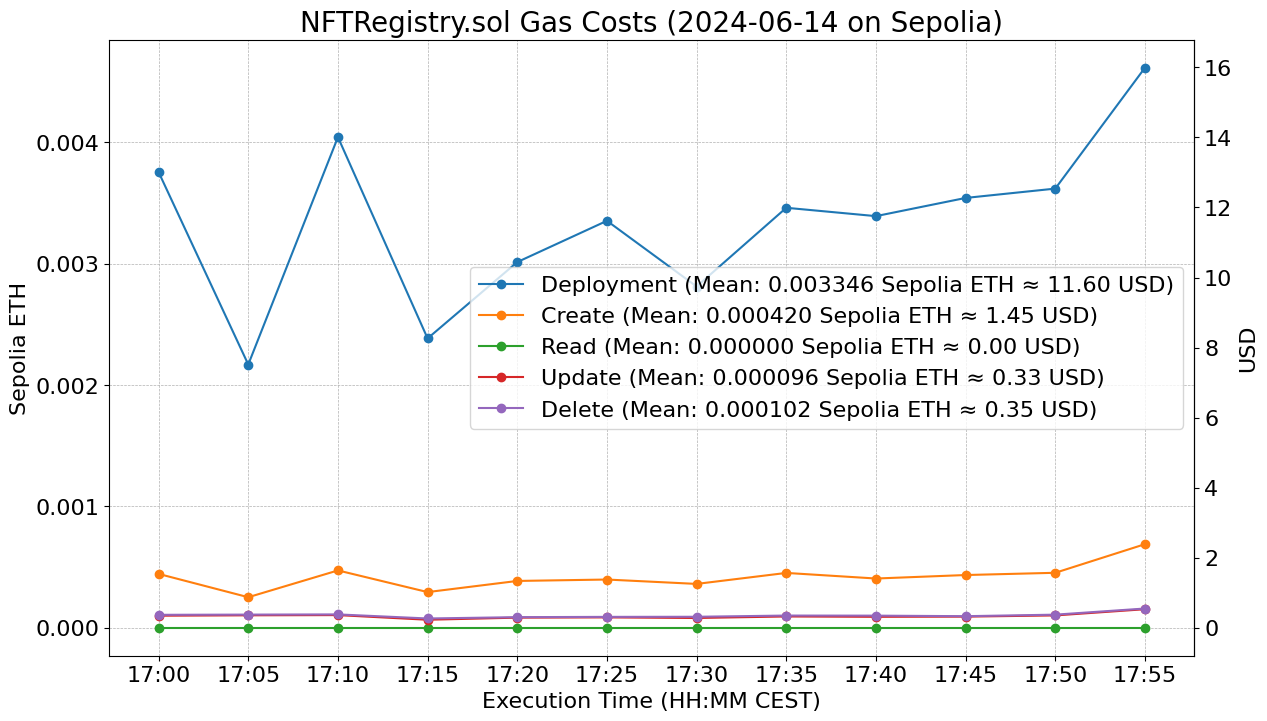 NFTRegistry.sol Gas Costs (2024-06-14 on Sepolia)
Sepolia ETH
0.004
0.003
0.002
0.001
0.000
Deployment (Mean: 0.003346 Sepolia ETH ≈ 11.60 USD)
Create (Mean: 0.000420 Sepolia ETH ≈ 1.45 USD)
Read (Mean: 0.000000 Sepolia ETH ≈ 0.00 USD)
Update (Mean: 0.000096 Sepolia ETH ≈ 0.33 USD)
Delete (Mean: 0.000102 Sepolia ETH ≈ 0.35 USD)
16
14
12
10
8
6
4
2
0
USD
17:00 17:05 17:10 17:15 17:20 17:25 17:30 17:35 17:40 17:45 17:50 17:55
Execution Time (HH:MM CEST)